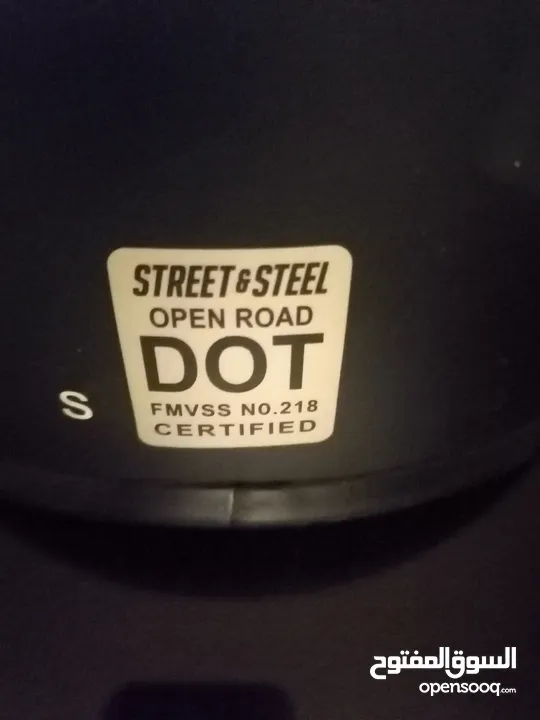 STREET&STEEL
OPEN ROAD
DOT
FMVSS NO.218
CERTIFIED
S
السوق المفتوح
opensooq.com